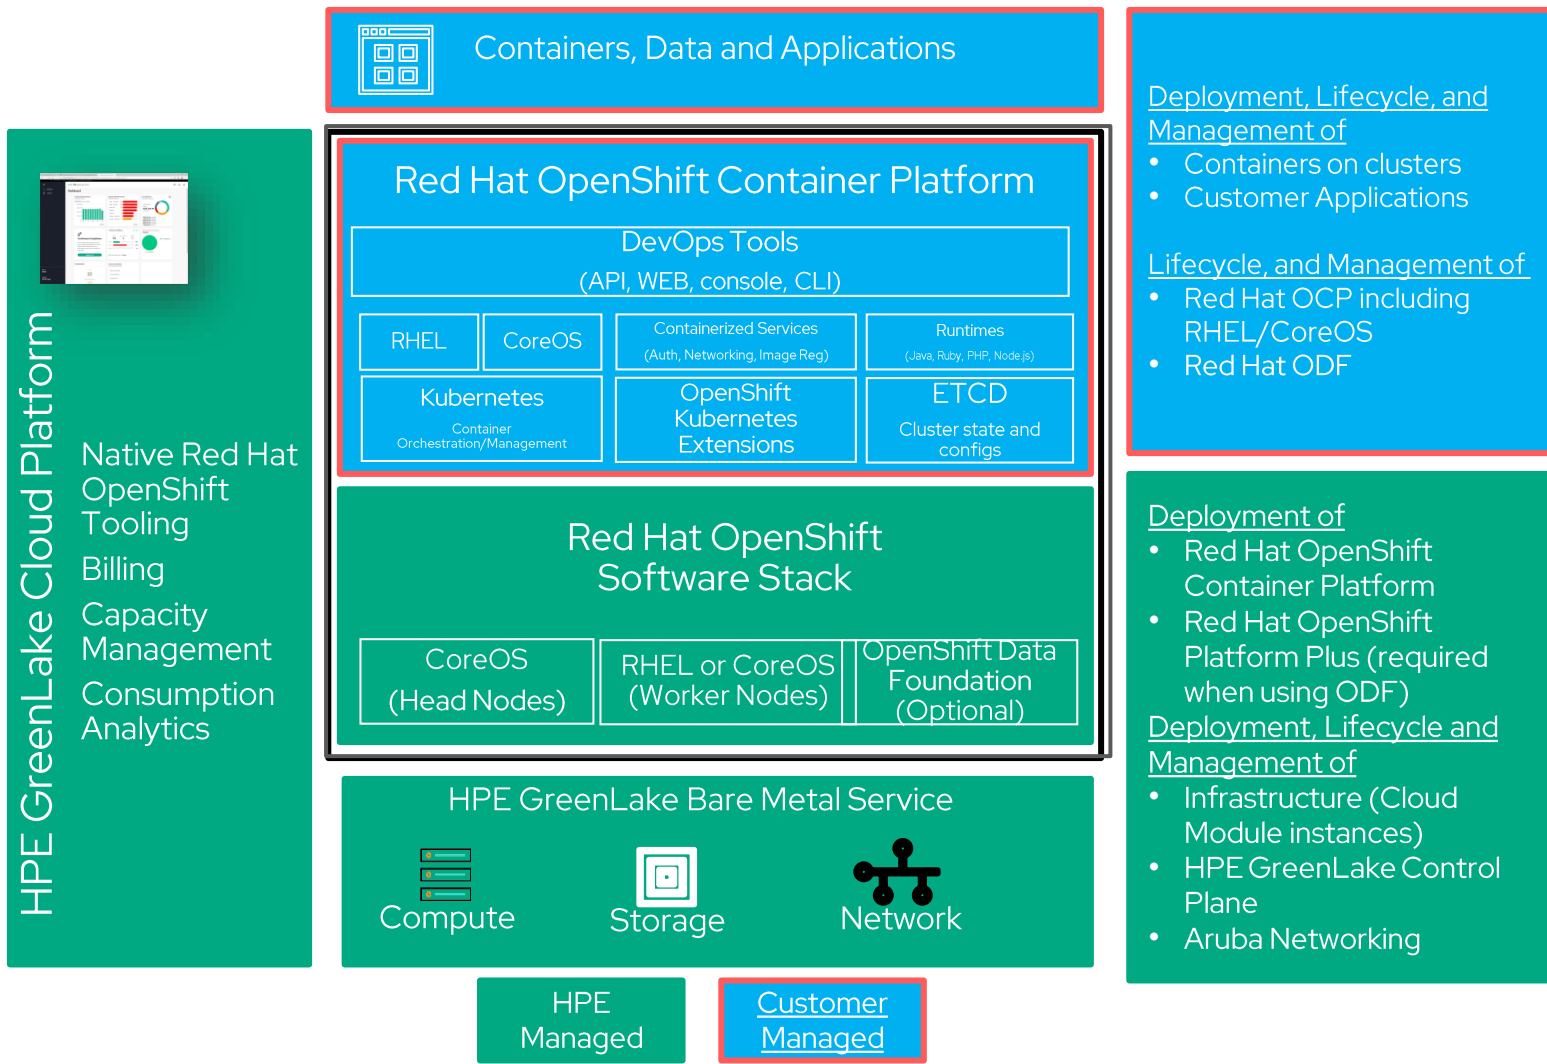 Containers, Data and Applications
HPE GreenLake Cloud Platform
Native Red Hat
OpenShift
Tooling
Billing
Capacity
Management
Consumption
Analytics
Red Hat OpenShift Container Platform
DevOps Tools
(API, WEB, console, CLI)
RHEL
CoreOS
Containerized Services
(Auth, Networking, Image Reg)
Runtimes
(Java, Ruby, PHP, Node.js)
Kubernetes
Container
Orchestration/Management
OpenShift
Kubernetes
Extensions
ETCD
Cluster state and
configs
Red Hat OpenShift
Software Stack
CoreOS
(Head Nodes)
RHEL or CoreOS
(Worker Nodes)
OpenShift Data
Foundation
(Optional)
HPE GreenLake Bare Metal Service
Compute
Storage
Network
Deployment, Lifecycle, and
Management of
• Containers on clusters
• Customer Applications
Lifecycle, and Management of
• Red Hat OCP including
RHEL/CoreOS
• Red Hat ODF
Deployment of
• Red Hat OpenShift
Container Platform
• Red Hat OpenShift
Platform Plus (required
when using ODF)
Deployment, Lifecycle and
Management of
• Infrastructure (Cloud
Module instances)
• HPE GreenLake Control
Plane
• Aruba Networking
HPE
Managed
Customer
Managed